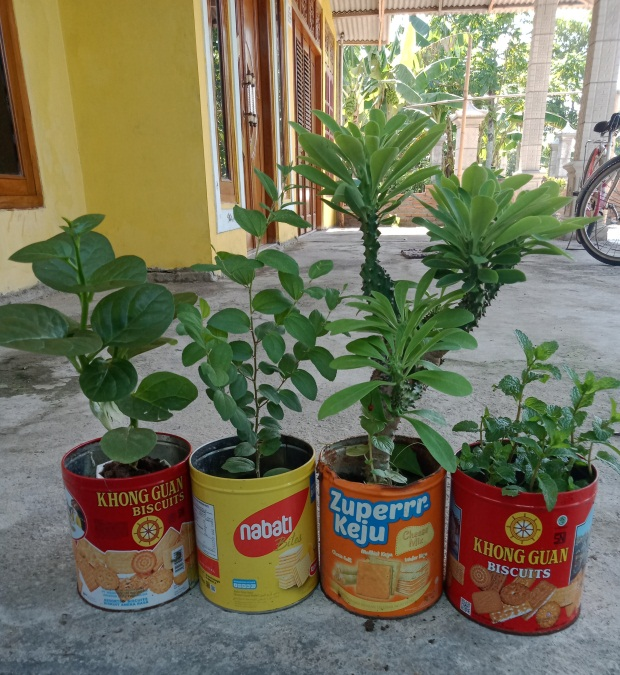 KHONG GUAN
BISCUITS
nabati
Zuperrr
Keju
KHONG GUAN
BISCUITS